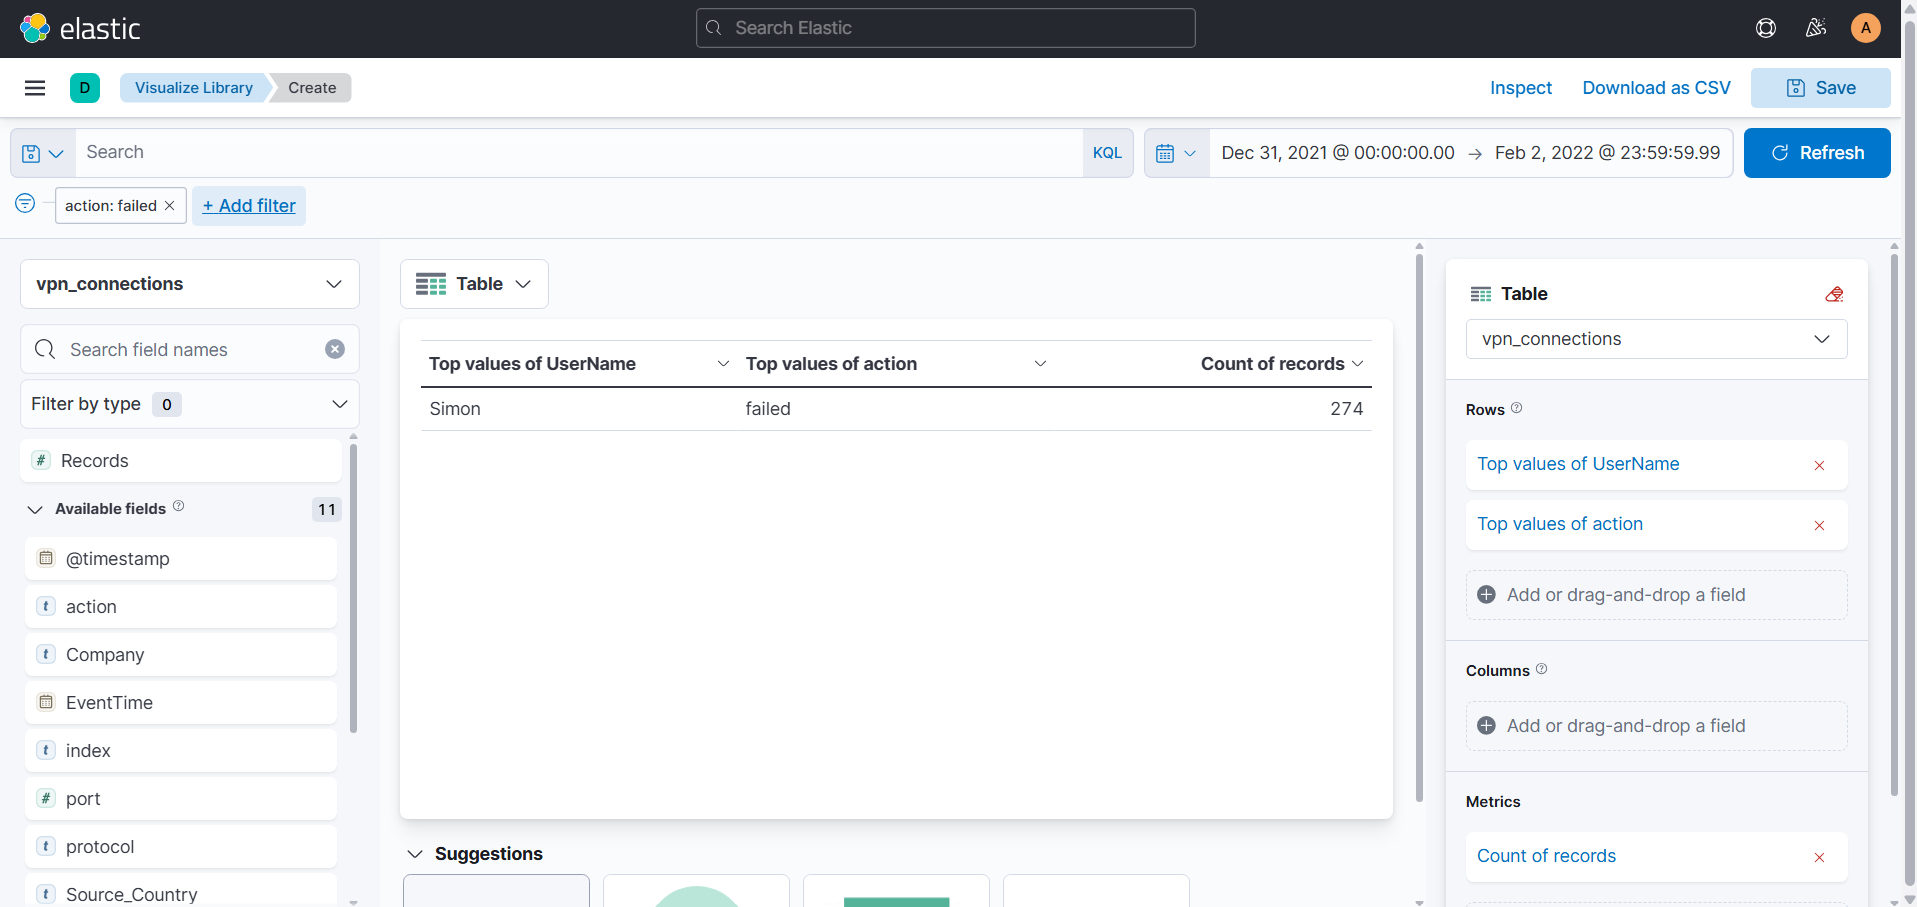 elastic
Search Elastic
A
D
Visualize Library
Create
Inspect
Download as CSV
Save
Search
KQL
Dec 31, 2021 @ 00:00:00.00 → Feb 2, 2022 @ 23:59:59.99
Refresh
action: failed ×
+ Add filter
vpn_connections
Search field names
Filter by type 0
# Records
Available fields 11
@timestamp
t action
t Company
EventTime
t index
# port
t protocol
t Source_Country
Table
Top values of UserName
Top values of action
Count of records
Simon
failed
274
Suggestions
Table
vpn_connections
Rows
Top values of UserName
Top values of action
Add or drag-and-drop a field
Columns
Add or drag-and-drop a field
Metrics
Count of records